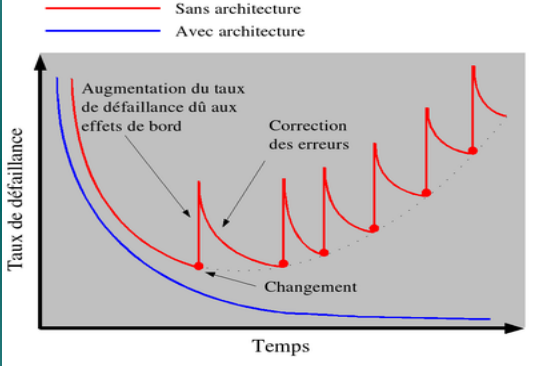 Sans architecture
Avec architecture
Augmentation du taux
de défaillance dû aux
effets de bord
Correction
des erreurs
Changement
Taux de défaillance
Temps